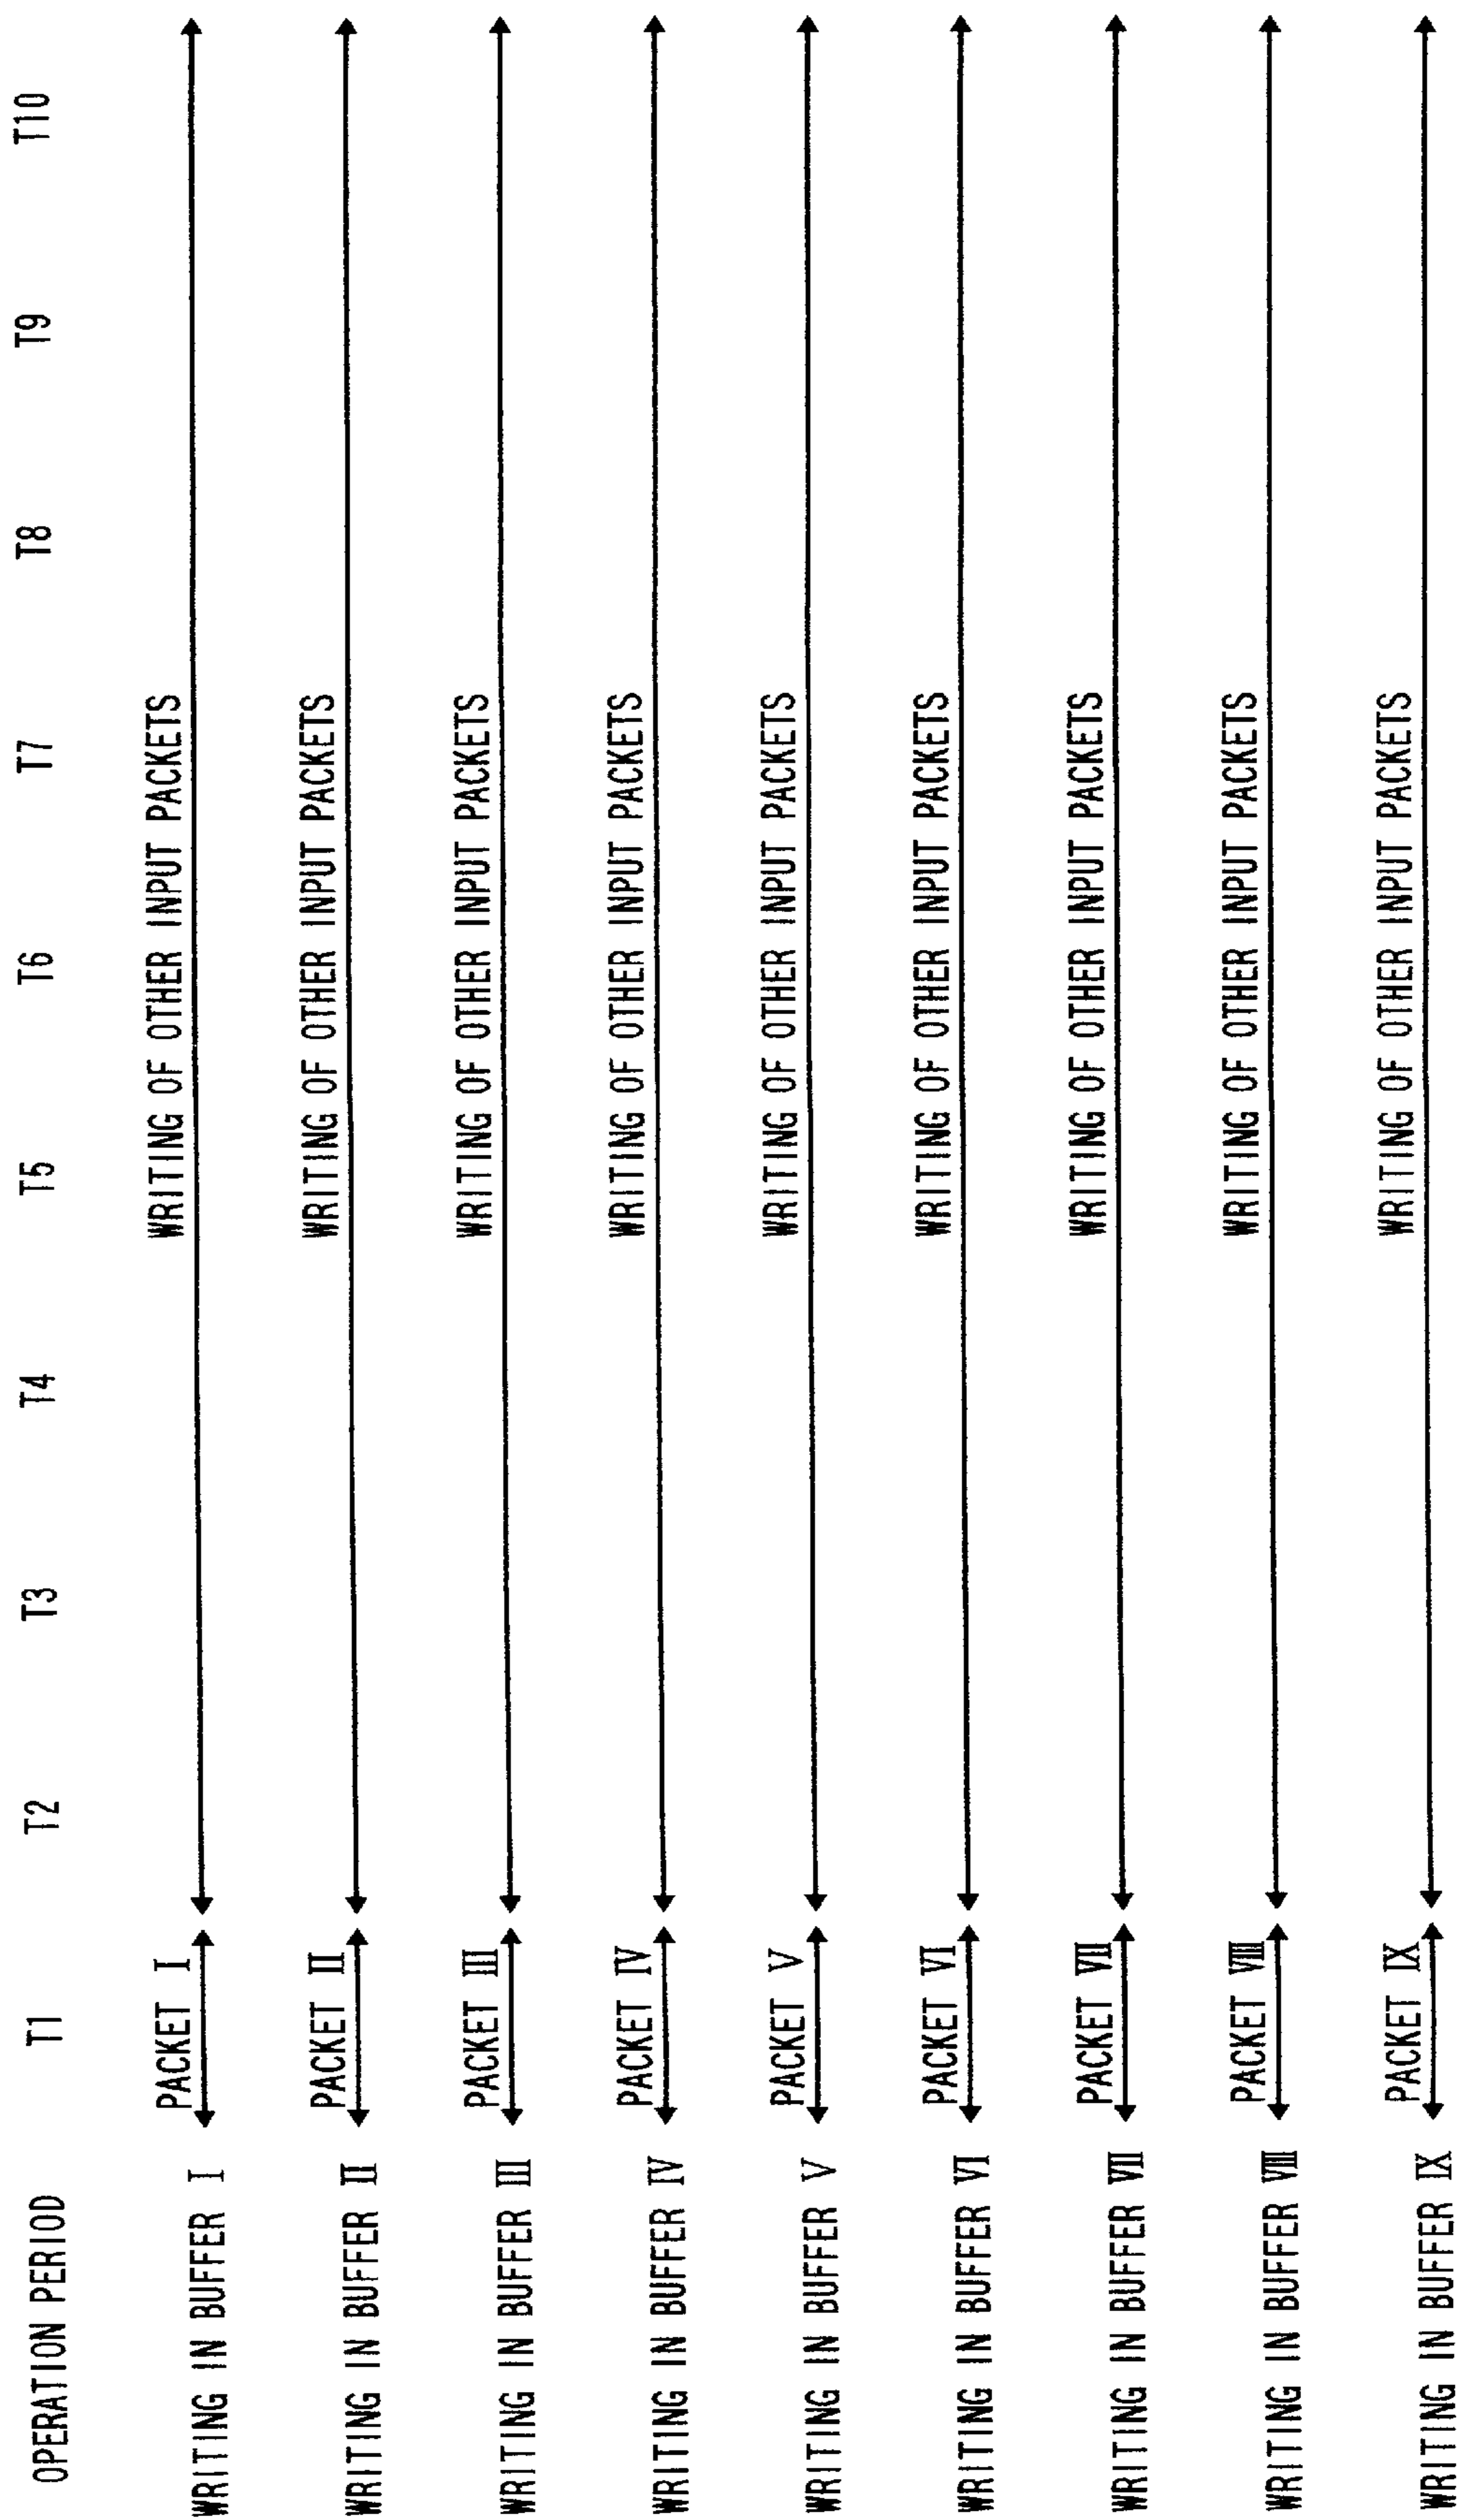 OPERATION PERIOD T1 T2 T3 T4 T5 T6 T7 T8 T9 T10
WRITING IN BUFFER I PACKET I WRITING OF OTHER INPUT PACKETS
WRITING IN BUFFER II PACKET II WRITING OF OTHER INPUT PACKETS
WRITING IN BUFFER III PACKET III WRITING OF OTHER INPUT PACKETS
WRITING IN BUFFER IV PACKET IV WRITING OF OTHER INPUT PACKETS
WRITING IN BUFFER V PACKET V WRITING OF OTHER INPUT PACKETS
WRITING IN BUFFER VI PACKET VI WRITING OF OTHER INPUT PACKETS
WRITING IN BUFFER VII PACKET VII WRITING OF OTHER INPUT PACKETS
WRITING IN BUFFER VIII PACKET VIII WRITING OF OTHER INPUT PACKETS
WRITING IN BUFFER IX PACKET IX WRITING OF OTHER INPUT PACKETS